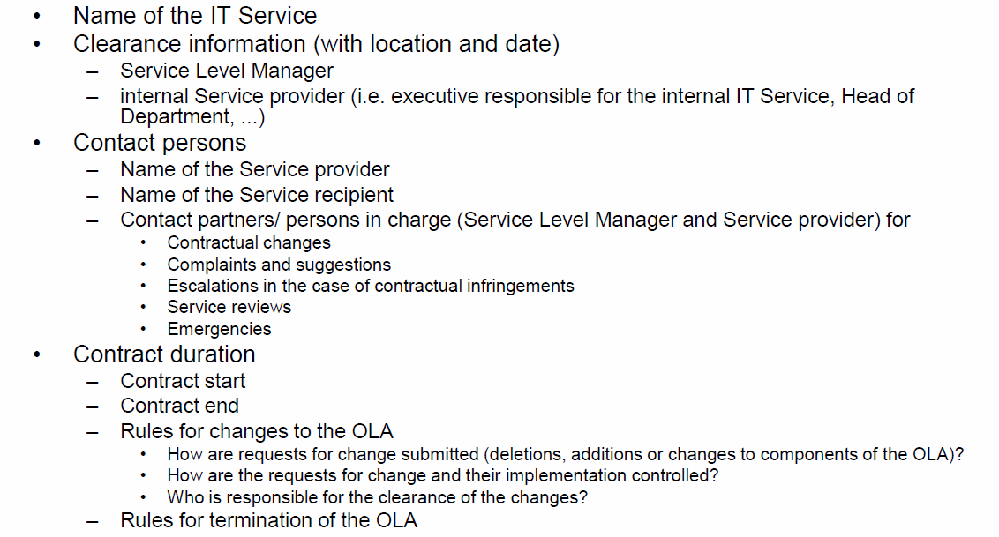 • Name of the IT Service
• Clearance information (with location and date)
– Service Level Manager
– internal Service provider (i.e. executive responsible for the internal IT Service, Head of
Department, ...)
• Contact persons
– Name of the Service provider
– Name of the Service recipient
– Contact partners/ persons in charge (Service Level Manager and Service provider) for
• Contractual changes
• Complaints and suggestions
• Escalations in the case of contractual infringements
• Service reviews
• Emergencies
• Contract duration
– Contract start
– Contract end
– Rules for changes to the OLA
• How are requests for change submitted (deletions, additions or changes to components of the OLA)?
• How are the requests for change and their implementation controlled?
• Who is responsible for the clearance of the changes?
– Rules for termination of the OLA